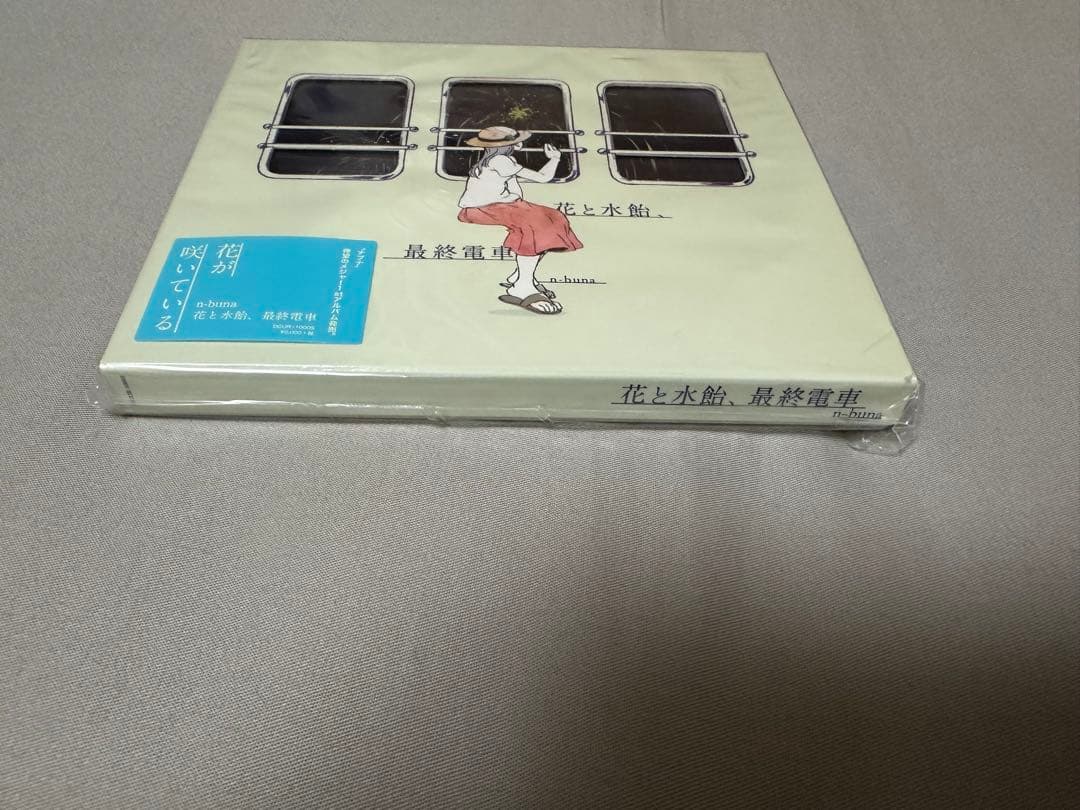 花と水飴、
最終電車
n-buna
花が
咲いている
n-buna
花と水飴、最終電車
花と水飴、最終電車
n-buna